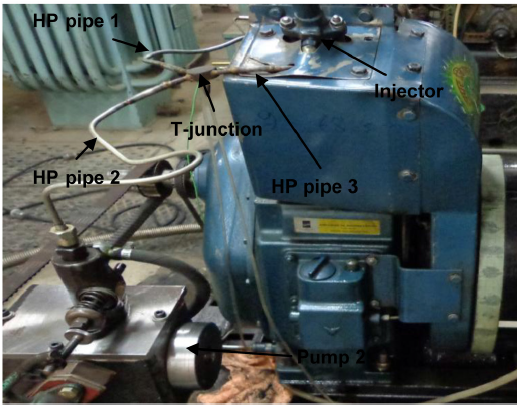 HP pipe 1
Injector
T-junction
HP pipe 2
HP pipe 3
Pump 2